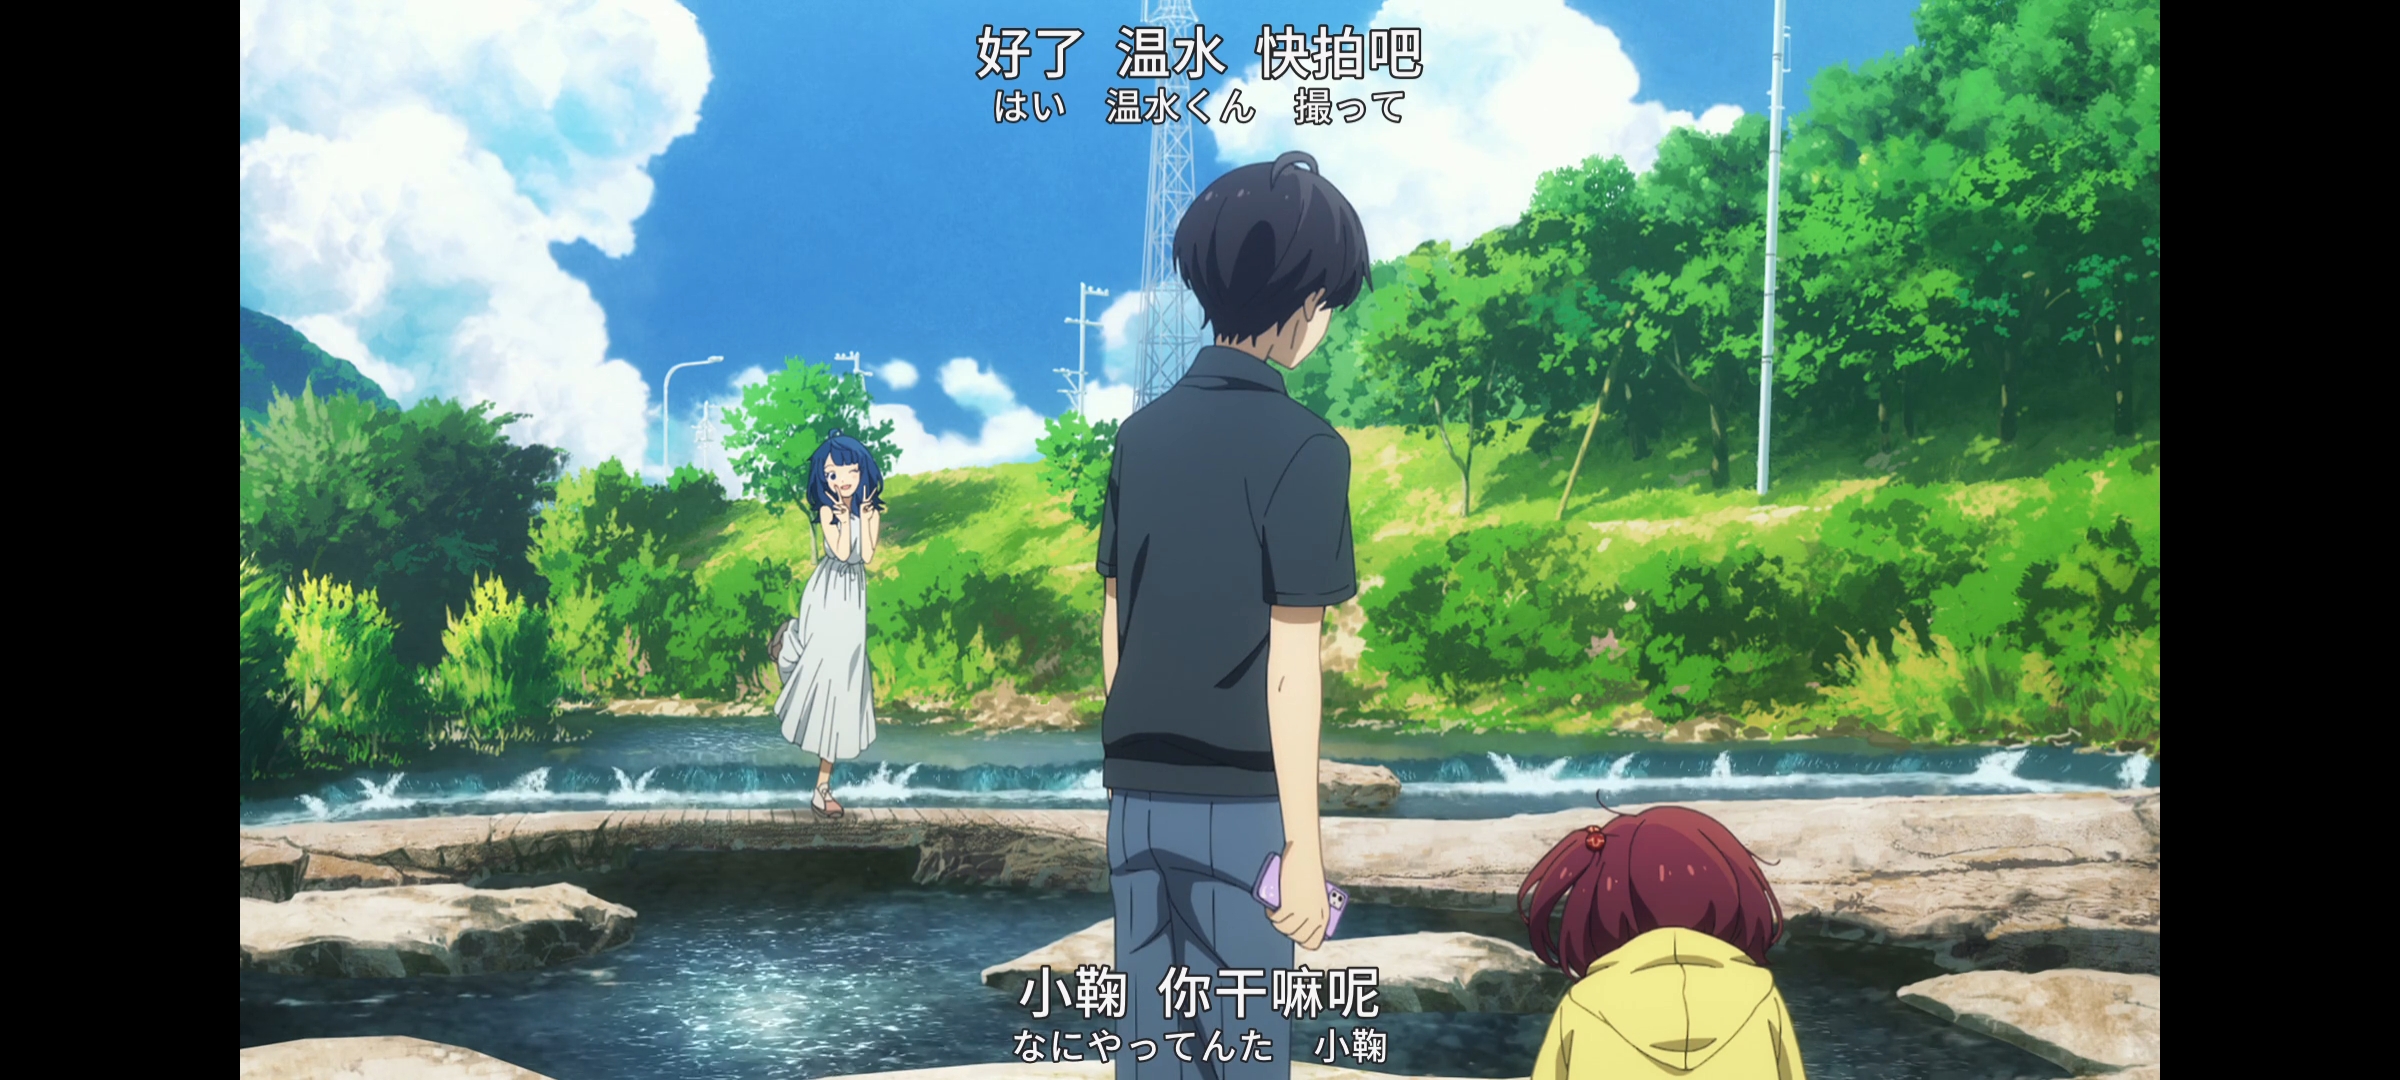 好了 温水 快拍吧
はい 温水くん 撮って
小鞠 你干嘛呢
なにやってんた 小鞠